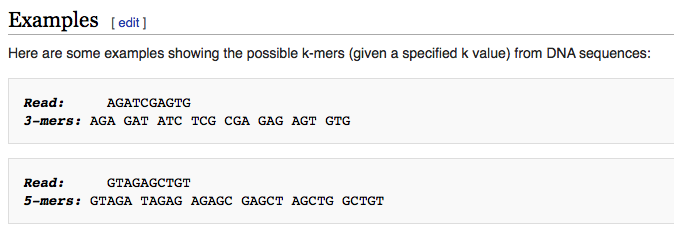 Examples [ edit ]
Here are some examples showing the possible k-mers (given a specified k value) from DNA sequences:
Read: AGATCGAGTG
3-mers: AGA GAT ATC TCG CGA GAG AGT GTG
Read: GTAGAGCTGT
5-mers: GTAGA TAGAG AGAGC GAGCT AGCTG GCTGT